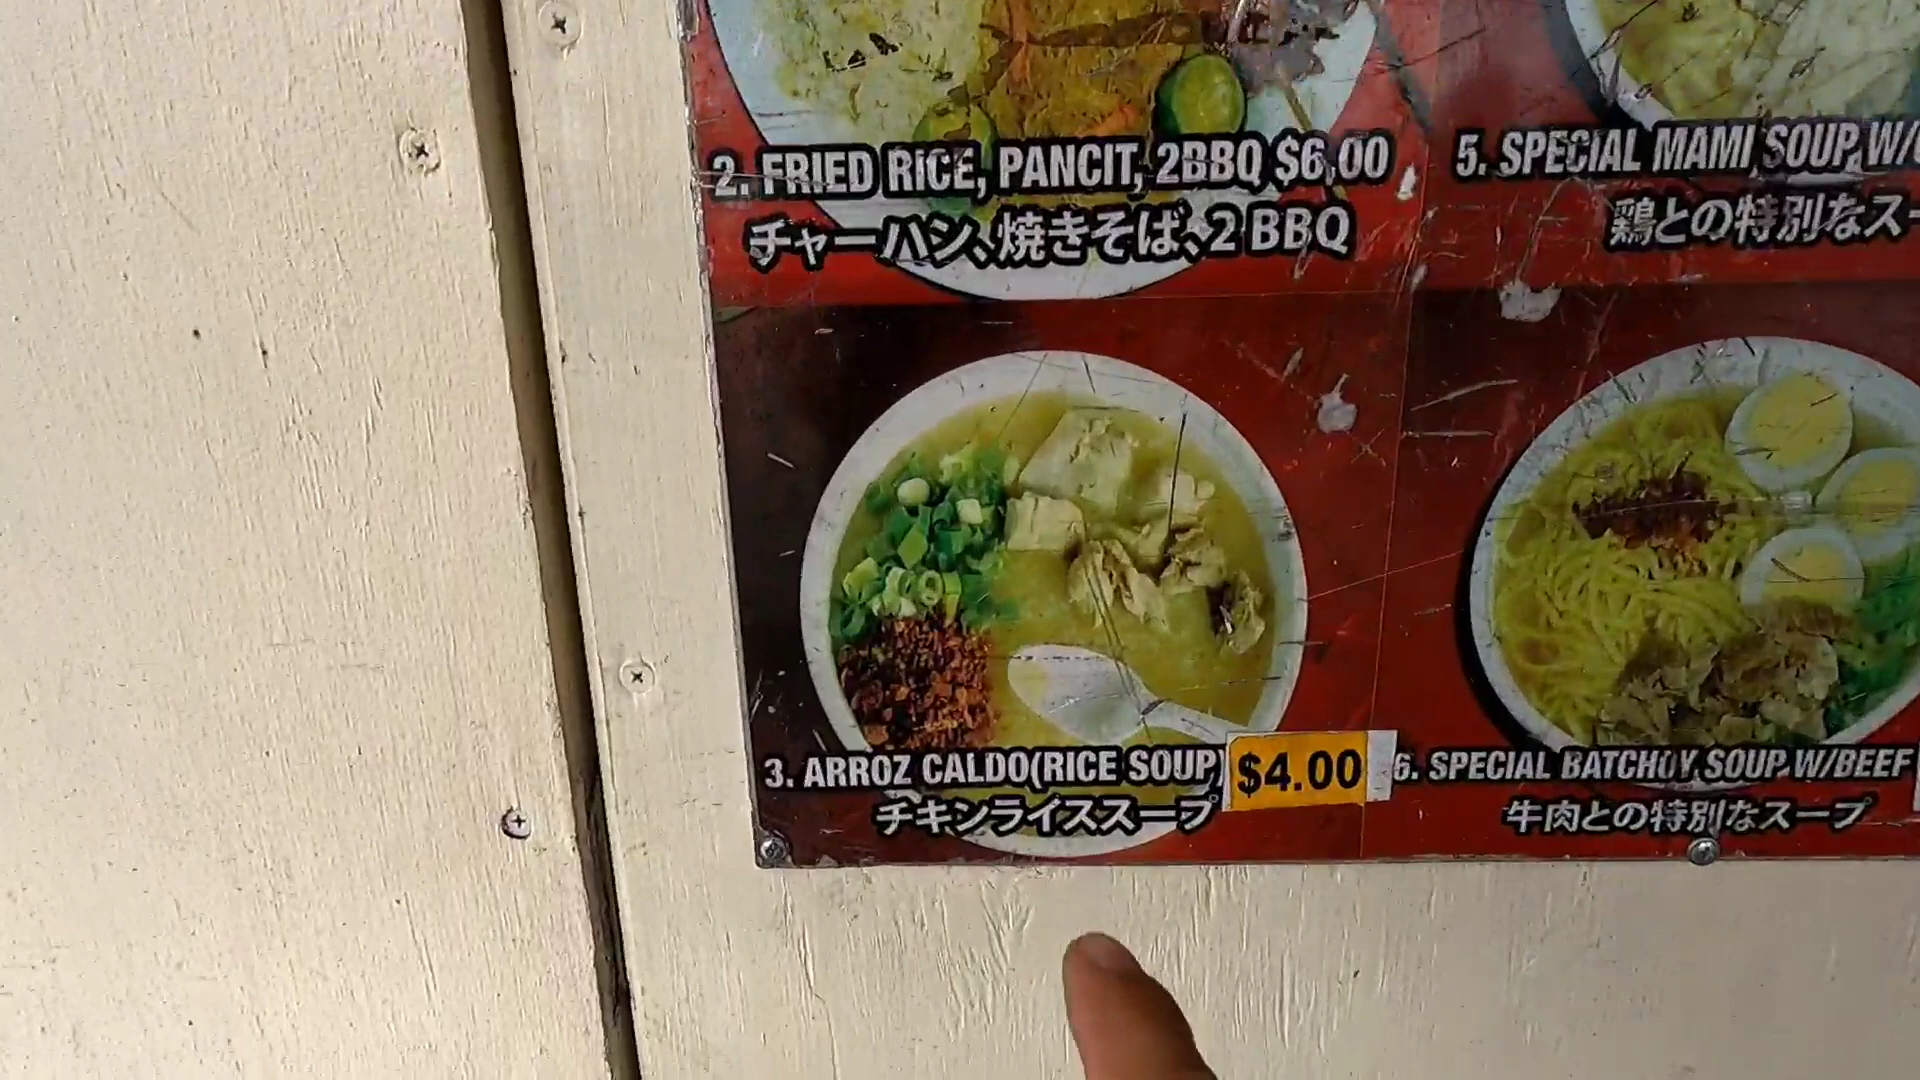 2. FRIED RICE, PANCIT, 2BBQ $6.00
チャーハン、焼きそば、2 BBQ
5. SPECIAL MAMI SOUP W/
鶏との特別なスー
3. ARROZ CALDO(RICE SOUP) $4.00
チキンライススープ
6. SPECIAL BATCHOY SOUP W/BEEF
牛肉との特別なスープ